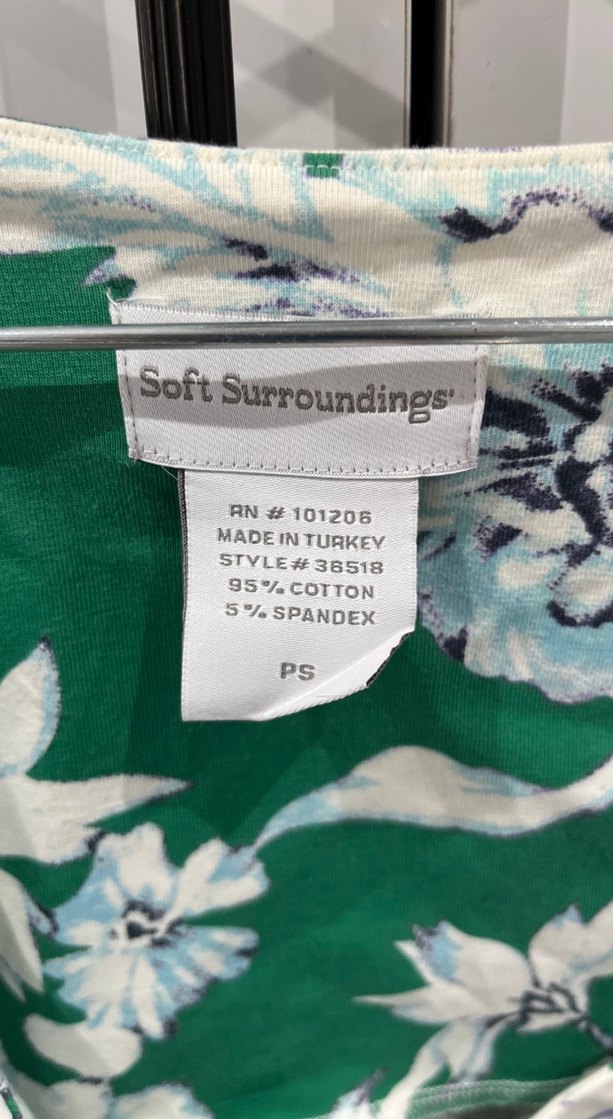 Soft Surroundings
RN # 101206
MADE IN TURKEY
STYLE# 36518
95% COTTON
5% SPANDEX
PS